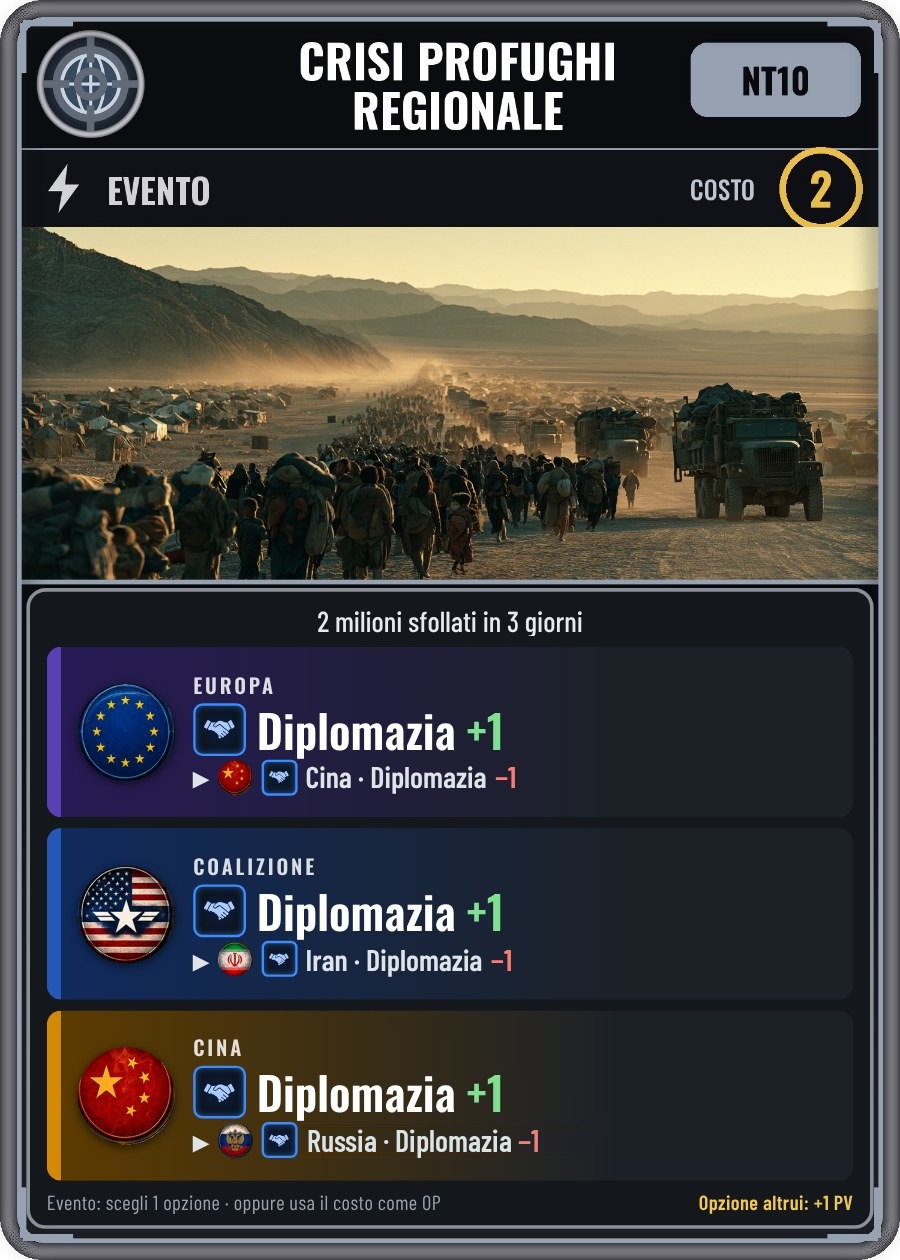 CRISI PROFUGHI
REGIONALE
NT10
EVENTO
COSTO
2
2 milioni sfollati in 3 giorni
EUROPA
Diplomazia +1
▶ Cina · Diplomazia −1
COALIZIONE
Diplomazia +1
▶ Iran · Diplomazia −1
CINA
Diplomazia +1
▶ Russia · Diplomazia −1
Evento: scegli 1 opzione · oppure usa il costo come OP
Opzione altrui: +1 PV